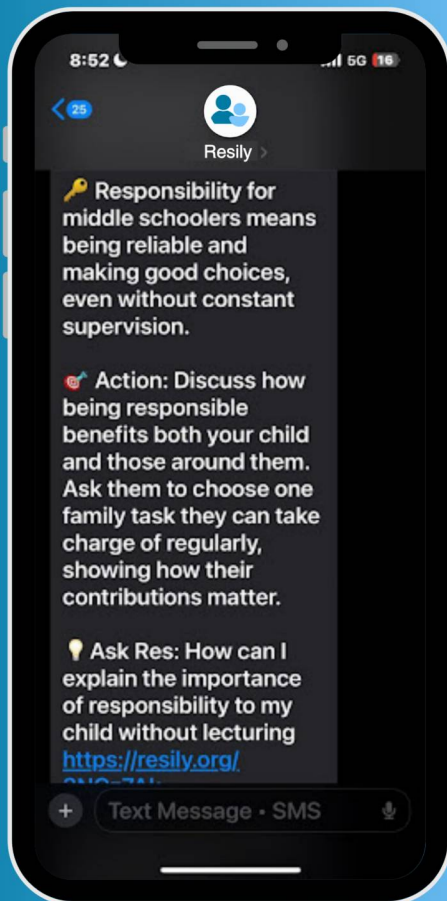 8:52
5G 16
25
Resily
🔑 Responsibility for
middle schoolers means
being reliable and
making good choices,
even without constant
supervision.
🎯 Action: Discuss how
being responsible
benefits both your child
and those around them.
Ask them to choose one
family task they can take
charge of regularly,
showing how their
contributions matter.
💡 Ask Res: How can I
explain the importance
of responsibility to my
child without lecturing
https://resily.org/
Text Message • SMS